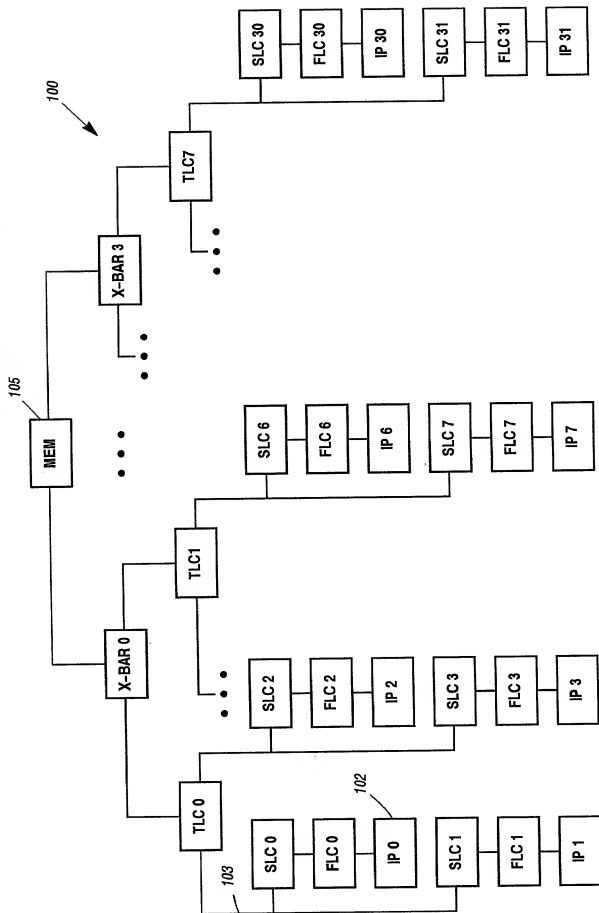 100
105
MEM
X-BAR 0
X-BAR 3
TLC 0
TLC1
TLC7
103
SLC 0
FLC 0
IP 0
102
SLC 1
FLC 1
IP 1
SLC 2
FLC 2
IP 2
SLC 3
FLC 3
IP 3
SLC 6
FLC 6
IP 6
SLC 7
FLC 7
IP 7
SLC 30
FLC 30
IP 30
SLC 31
FLC 31
IP 31